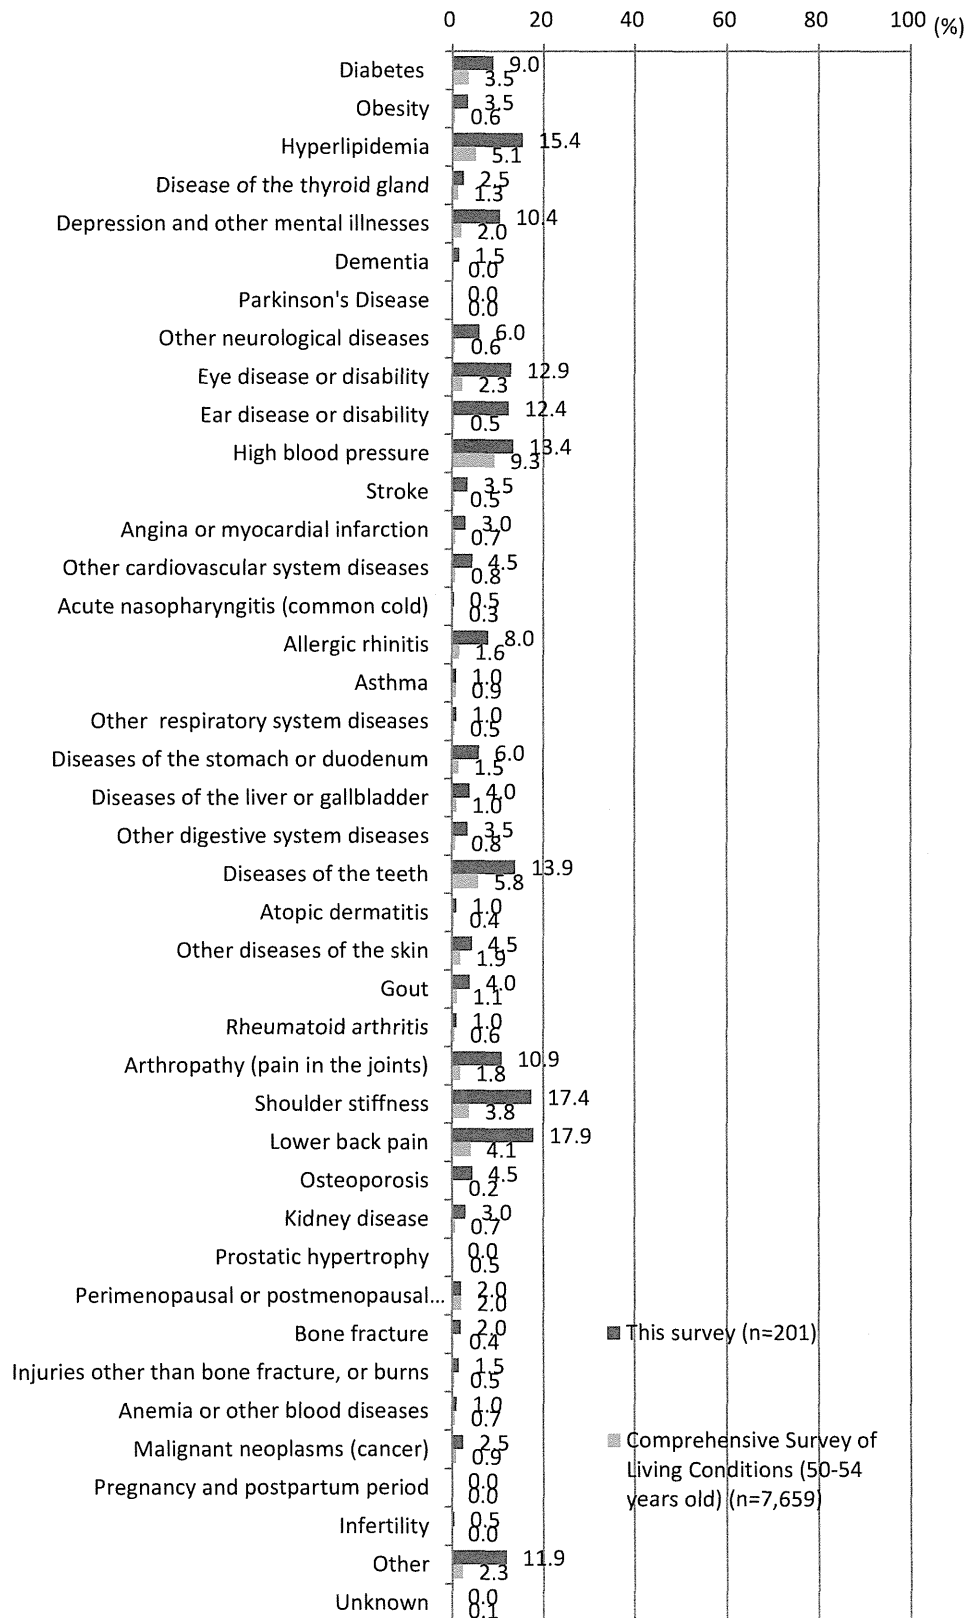 0 20 40 60 80 100 (%)
Diabetes 9.0 3.5
Obesity 3.5 0.6
Hyperlipidemia 15.4 5.1
Disease of the thyroid gland 2.5 1.3
Depression and other mental illnesses 10.4 2.0
Dementia 1.5 0.0
Parkinson's Disease 0.0 0.0
Other neurological diseases 6.0 0.6
Eye disease or disability 12.9 2.3
Ear disease or disability 12.4 0.5
High blood pressure 13.4 9.3
Stroke 3.5 0.5
Angina or myocardial infarction 3.0 0.7
Other cardiovascular system diseases 4.5 0.8
Acute nasopharyngitis (common cold) 0.5 0.3
Allergic rhinitis 8.0 1.6
Asthma 1.0 0.9
Other respiratory system diseases 1.0 0.5
Diseases of the stomach or duodenum 6.0 1.5
Diseases of the liver or gallbladder 4.0 1.0
Other digestive system diseases 3.5 0.8
Diseases of the teeth 13.9 5.8
Atopic dermatitis 1.0 0.4
Other diseases of the skin 4.5 1.9
Gout 4.0 1.1
Rheumatoid arthritis 1.0 0.6
Arthropathy (pain in the joints) 10.9 1.8
Shoulder stiffness 17.4 3.8
Lower back pain 17.9 4.1
Osteoporosis 4.5 0.2
Kidney disease 3.0 0.7
Prostatic hypertrophy 0.0 0.5
Perimenopausal or postmenopausal... 2.0 2.0
Bone fracture 2.0 0.4
This survey (n=201)
Injuries other than bone fracture, or burns 1.5 0.5
Anemia or other blood diseases 1.0 0.7
Malignant neoplasms (cancer) 2.5 0.9
Comprehensive Survey of
Living Conditions (50-54
years old) (n=7,659)
Pregnancy and postpartum period 0.0 0.0
Infertility 0.5 0.0
Other 11.9 2.3
Unknown 0.0 0.1